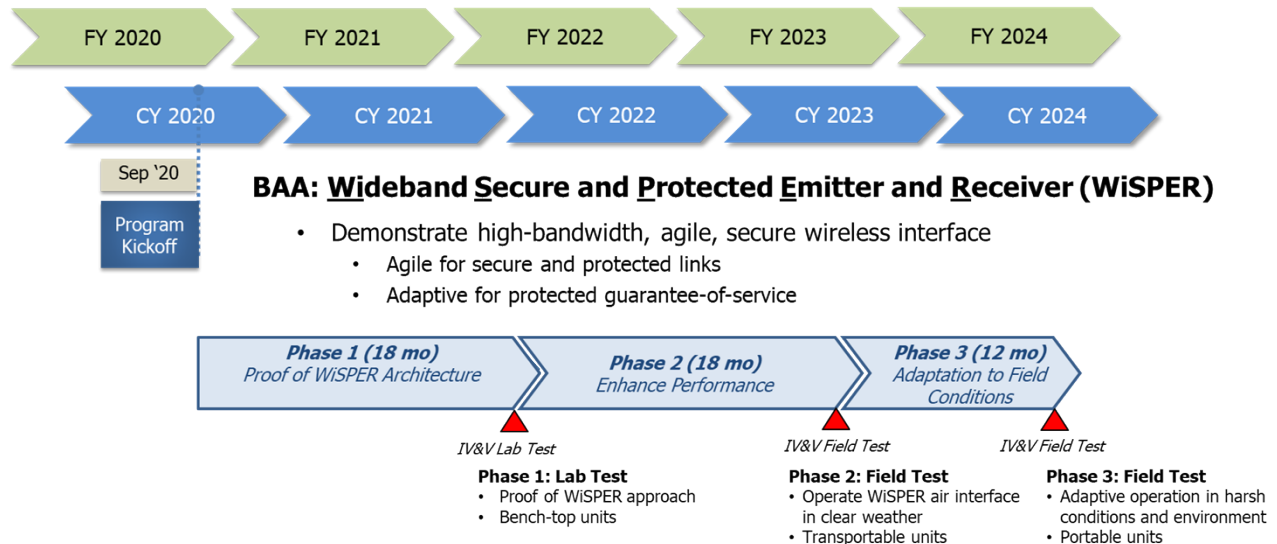 FY 2020
FY 2021
FY 2022
FY 2023
FY 2024
CY 2020
CY 2021
CY 2022
CY 2023
CY 2024
Sep ‘20
Program
Kickoff
BAA: Wideband Secure and Protected Emitter and Receiver (WiSPER)
• Demonstrate high-bandwidth, agile, secure wireless interface
• Agile for secure and protected links
• Adaptive for protected guarantee-of-service
Phase 1 (18 mo)
Proof of WiSPER Architecture
Phase 2 (18 mo)
Enhance Performance
Phase 3 (12 mo)
Adaptation to Field
Conditions
IV&V Lab Test
IV&V Field Test
IV&V Field Test
Phase 1: Lab Test
• Proof of WiSPER approach
• Bench-top units
Phase 2: Field Test
• Operate WiSPER air interface
in clear weather
• Transportable units
Phase 3: Field Test
• Adaptive operation in harsh
conditions and environment
• Portable units